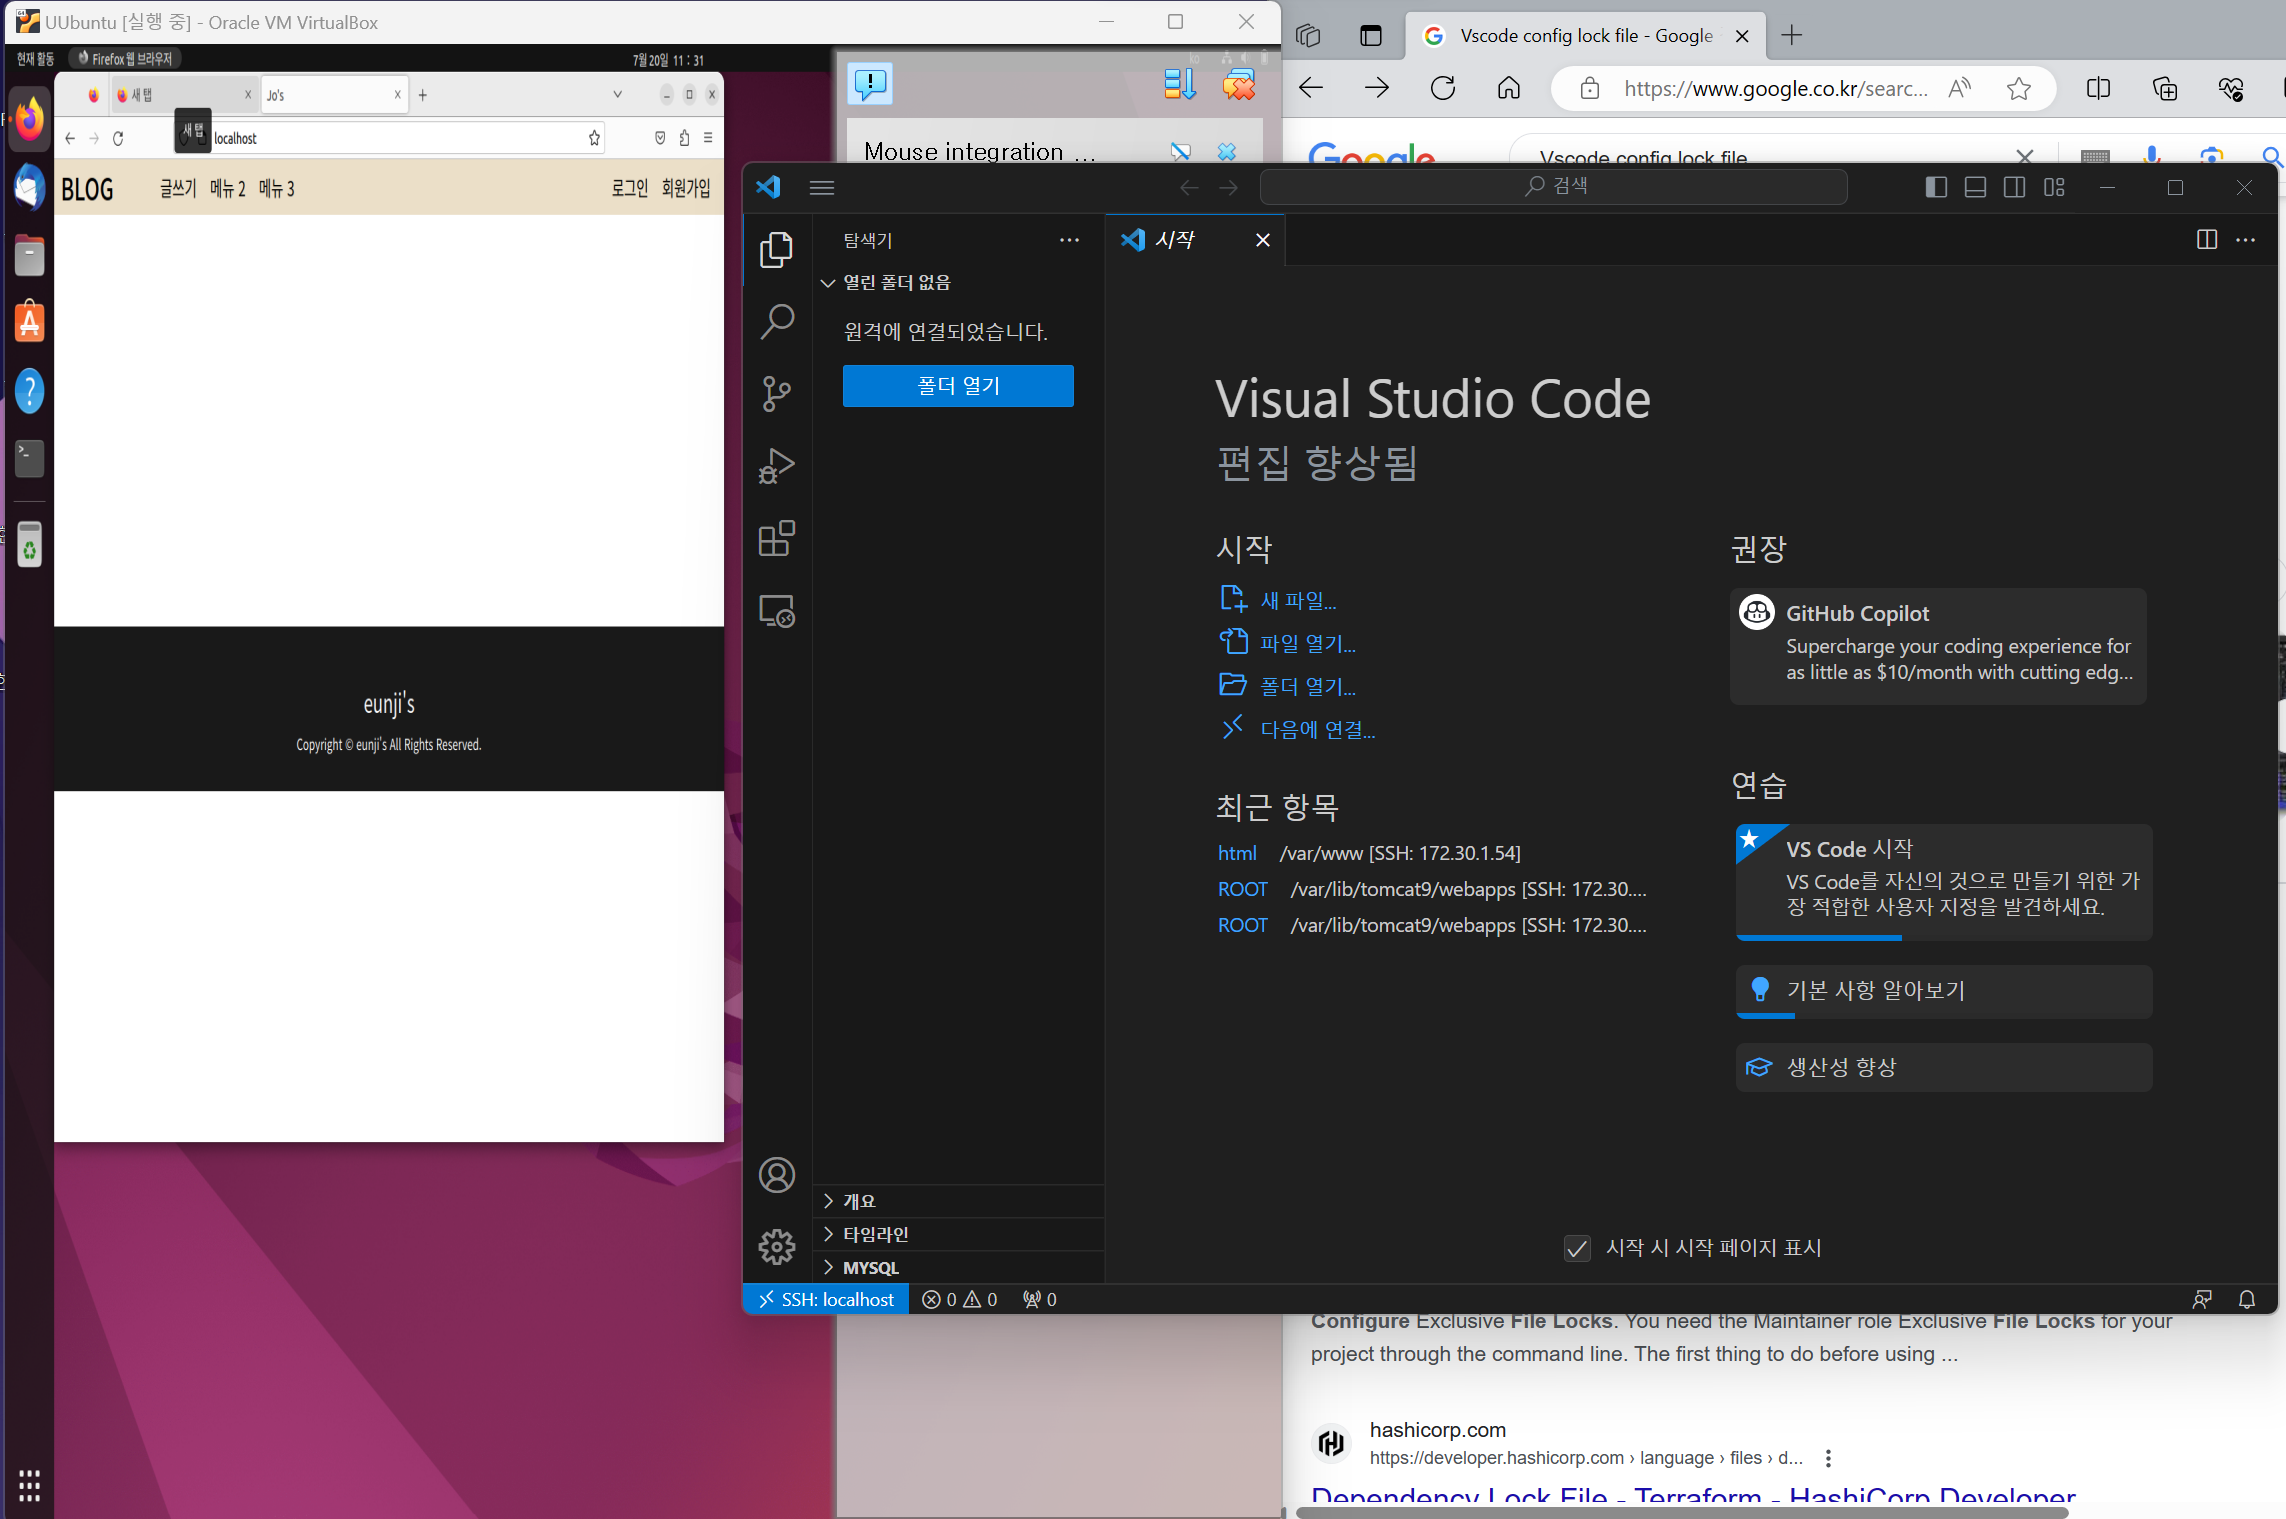 UUbuntu [실행 중] - Oracle VM VirtualBox
현재 활동
Firefox 웹 브라우저
7월 20일 11 : 31
ko
새 탭
Jo's
새 탭
localhost
BLOG 글쓰기 메뉴 2 메뉴 3 로그인 회원가입
eunji's
Copyright © eunji's All Rights Reserved.
Mouse integration ...
Vscode config lock file - Google
https://www.google.co.kr/searc...
Google
Vscode config lock file
검색
탐색기
시작
열린 폴더 없음
원격에 연결되었습니다.
폴더 열기
Visual Studio Code
편집 향상됨
시작
새 파일...
파일 열기...
폴더 열기...
다음에 연결...
최근 항목
html /var/www [SSH: 172.30.1.54]
ROOT /var/lib/tomcat9/webapps [SSH: 172.30....
ROOT /var/lib/tomcat9/webapps [SSH: 172.30....
권장
GitHub Copilot
Supercharge your coding experience for
as little as $10/month with cutting edg...
연습
VS Code 시작
VS Code를 자신의 것으로 만들기 위한 가
장 적합한 사용자 지정을 발견하세요.
기본 사항 알아보기
생산성 향상
시작 시 시작 페이지 표시
개요
타임라인
MYSQL
SSH: localhost 0 0 0
Configure Exclusive File Locks. You need the Maintainer role Exclusive File Locks for your
project through the command line. The first thing to do before using ...
hashicorp.com
https://developer.hashicorp.com › language › files › d...
Dependency Lock File - Terraform - HashiCorp Developer